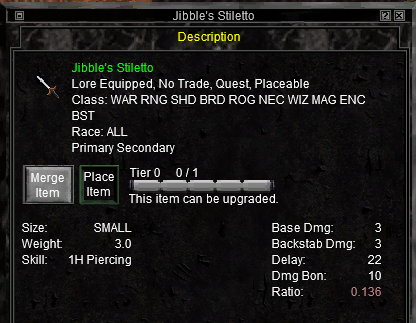 Jibble's Stiletto
Description
Jibble's Stiletto
Lore Equipped, No Trade, Quest, Placeable
Class: WAR RNG SHD BRD ROG NEC WIZ MAG ENC
BST
Race: ALL
Primary Secondary
Merge
Item
Place
Item
Tier 0 0 / 1
This item can be upgraded.
Size: SMALL
Weight: 3.0
Skill: 1H Piercing
Base Dmg: 3
Backstab Dmg: 3
Delay: 22
Dmg Bon: 10
Ratio: 0.136